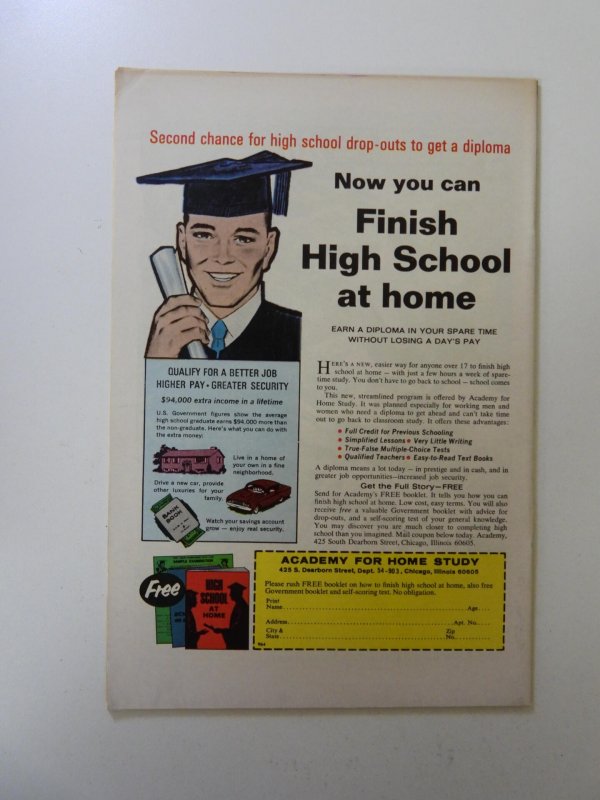 Second chance for high school drop-outs to get a diploma
Now you can
Finish
High School
at home
EARN A DIPLOMA IN YOUR SPARE TIME
WITHOUT LOSING A DAY'S PAY
QUALIFY FOR A BETTER JOB
HIGHER PAY • GREATER SECURITY
$94,000 extra income in a lifetime
U.S. Government figures show the average
high school graduate earns $94,000 more than
the non-graduate. Here's what you can do with
the extra money:
Live in a home of
your own in a fine
neighborhood.
Drive a new car, provide
other luxuries for your
family.
BANK
BOOK
Watch your savings account
grow — enjoy real security.
HERE'S A NEW, easier way for anyone over 17 to finish high
school at home — with just a few hours a week of spare-
time study. You don't have to go back to school — school comes
to you.
This new, streamlined program is offered by Academy for
Home Study. It was planned especially for working men and
women who need a diploma to get ahead and can't take time
out to go back to school. It offers these advantages:
• Full Credit for Previous Schooling
• Simplified Lessons • Very Little Writing
• True-False Multiple-Choice Tests
• Qualified Teachers • Easy-to-Read Text Books
A diploma means a lot today — in prestige and in cash, and in
greater job opportunities—increased job security.
Get the Full Story—FREE
Send for Academy's FREE booklet. It tells you how you can
finish high school at home. Low cost, easy terms. You will also
receive free a valuable Government booklet with advice for
drop-outs, and a self-scoring test of your general knowledge.
You may discover you are much closer to completing high
school than you imagined. Mail coupon below today. Academy,
425 South Dearborn Street, Chicago, Illinois 60605.
Free
SAMPLE EXAMINATION
HIGH
SCHOOL
AT
HOME
ACADEMY FOR HOME STUDY
425 S. Dearborn Street, Dept. 34-903, Chicago, Illinois 60605
Please rush FREE booklet on how to finish high school at home, also free
Government booklet and self-scoring test. No obligation.
Print
Name Age
Address Apt. No.
City & Zip
State No.